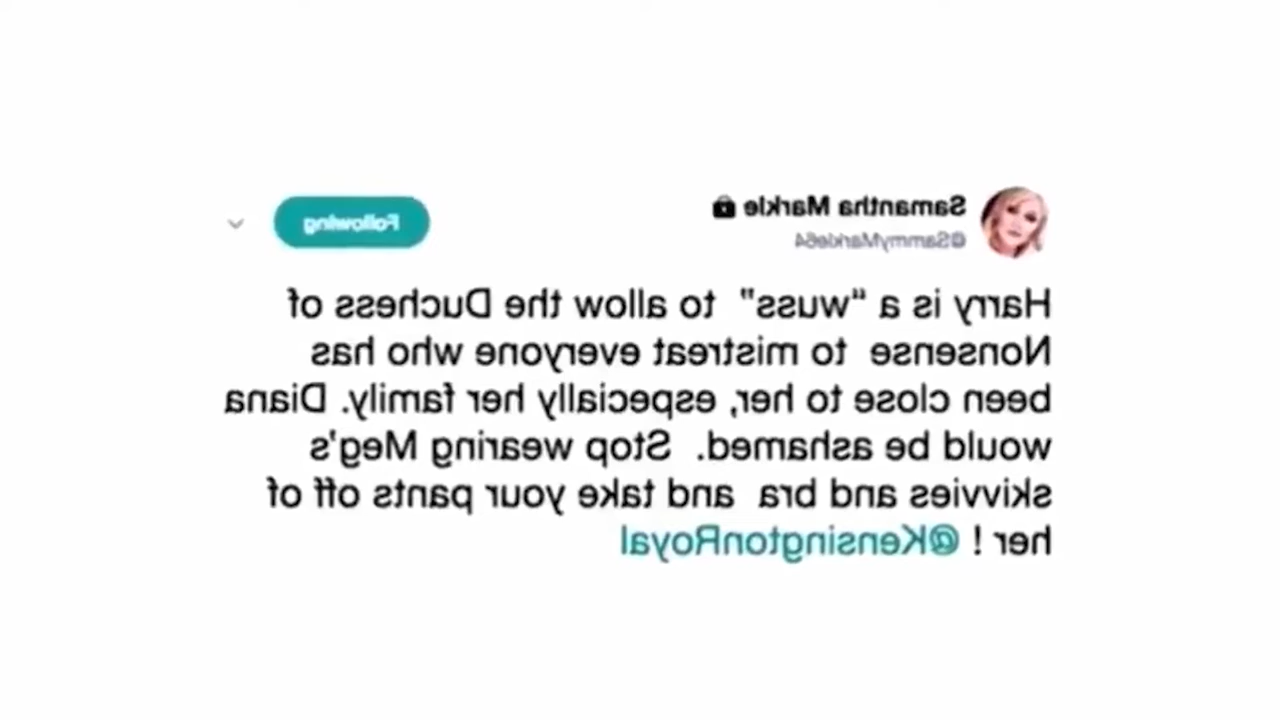 Samantha Markle
@SammyMarkle64
Following
Harry is a “wuss”  to allow the Duchess of
Nonsense  to mistreat everyone who has
been close to her, especially her family. Diana
would be ashamed.  Stop wearing Meg's
skivvies and bra  and take your pants off of
her ! @KensingtonRoyal